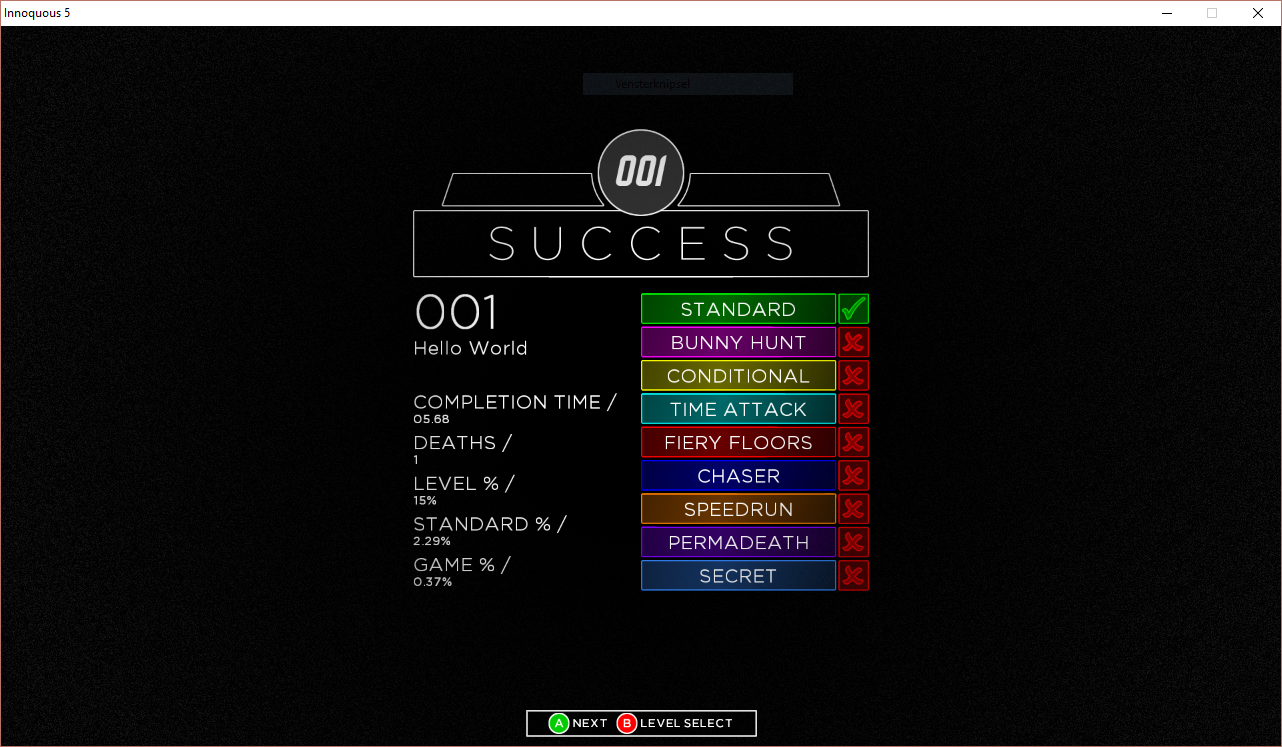 Innoquous 5
Vensterknipsel
001
SUCCESS
001
Hello World
COMPLETION TIME /
05.68
DEATHS /
1
LEVEL % /
15%
STANDARD % /
2.29%
GAME % /
0.37%
STANDARD
BUNNY HUNT
CONDITIONAL
TIME ATTACK
FIERY FLOORS
CHASER
SPEEDRUN
PERMADEATH
SECRET
A NEXT B LEVEL SELECT